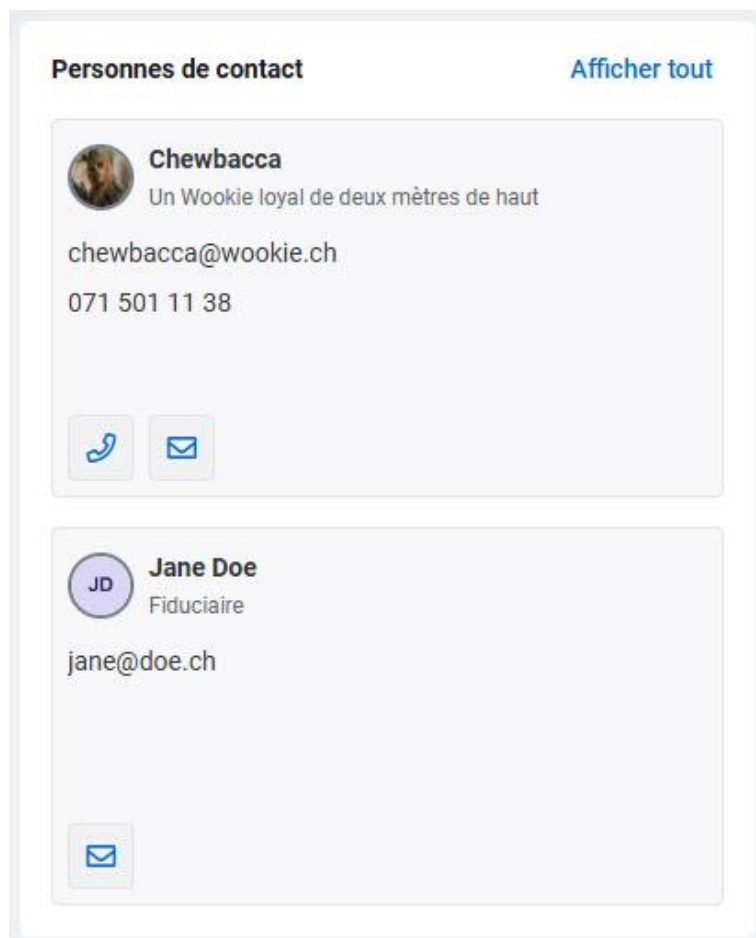 Personnes de contact Afficher tout
Chewbacca
Un Wookie loyal de deux mètres de haut
chewbacca@wookie.ch
071 501 11 38
JD
Jane Doe
Fiduciaire
jane@doe.ch